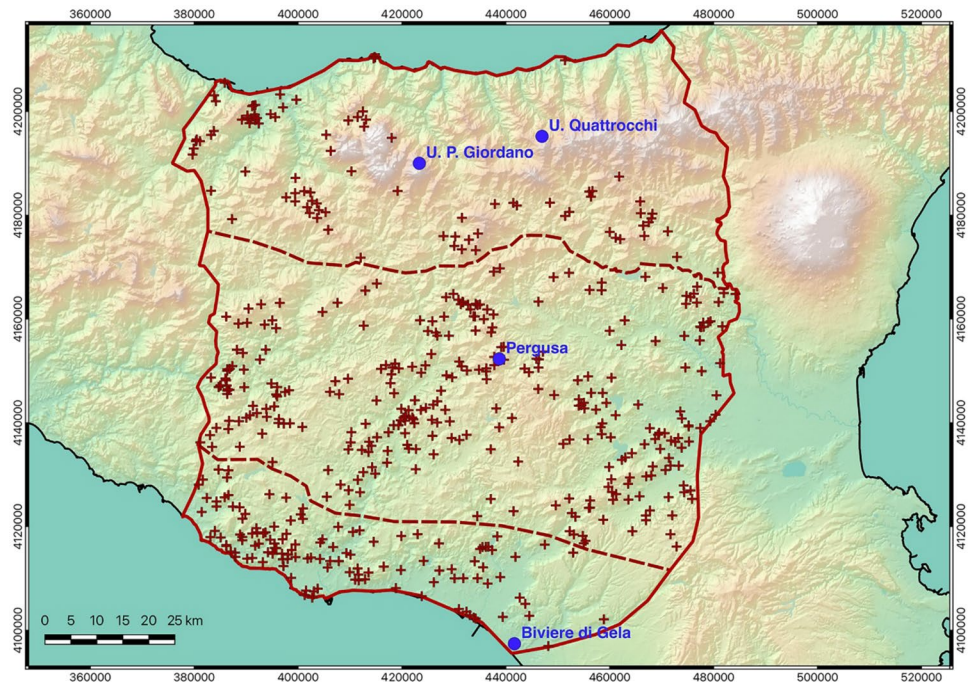 360000 380000 400000 420000 440000 460000 480000 500000 520000
4200000 4200000
U. Quattrocchi
U. P. Giordano
4180000 4180000
4160000 4160000
Pergusa
4140000 4140000
4120000 4120000
0 5 10 15 20 25 km
4100000 4100000
Biviere di Gela
360000 380000 400000 420000 440000 460000 480000 500000 520000